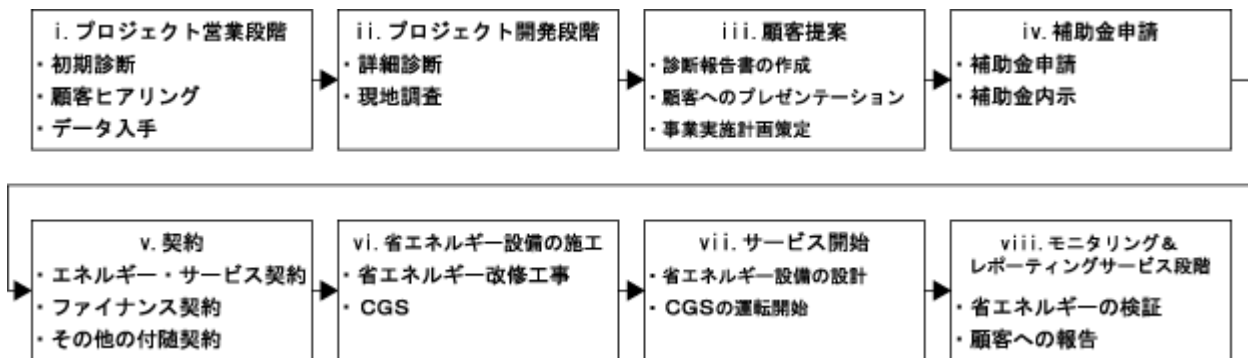 i.プロジェクト営業段階
・初期診断
・顧客ヒアリング
・データ入手
ii.プロジェクト開発段階
・詳細診断
・現地調査
iii.顧客提案
・診断報告書の作成
・顧客へのプレゼンテーション
・事業実施計画策定
iv.補助金申請
・補助金申請
・補助金内示
v.契約
・エネルギー・サービス契約
・ファイナンス契約
・その他の付随契約
vi.省エネルギー設備の施工
・省エネルギー改修工事
・CGS
vii.サービス開始
・省エネルギー設備の設計
・CGSの運転開始
viii.モニタリング＆
レポーティングサービス段階
・省エネルギーの検証
・顧客への報告